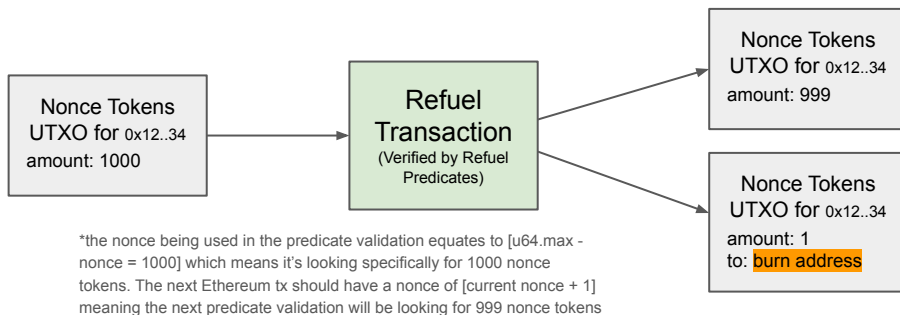 Nonce Tokens
UTXO for 0x12..34
amount: 1000
Refuel
Transaction
(Verified by Refuel
Predicates)
Nonce Tokens
UTXO for 0x12..34
amount: 999
Nonce Tokens
UTXO for 0x12..34
amount: 1
to: burn address
*the nonce being used in the predicate validation equates to [u64.max -
nonce = 1000] which means it's looking specifically for 1000 nonce
tokens. The next Ethereum tx should have a nonce of [current nonce + 1]
meaning the next predicate validation will be looking for 999 nonce tokens